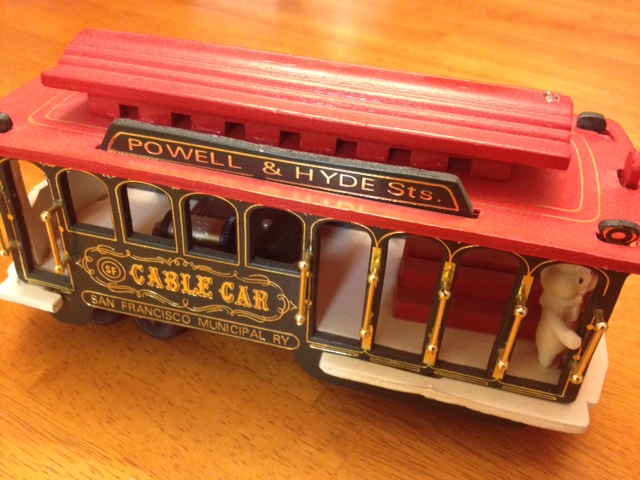 POWELL & HYDE Sts.
SF CABLE CAR
SAN FRANCISCO MUNICIPAL RY